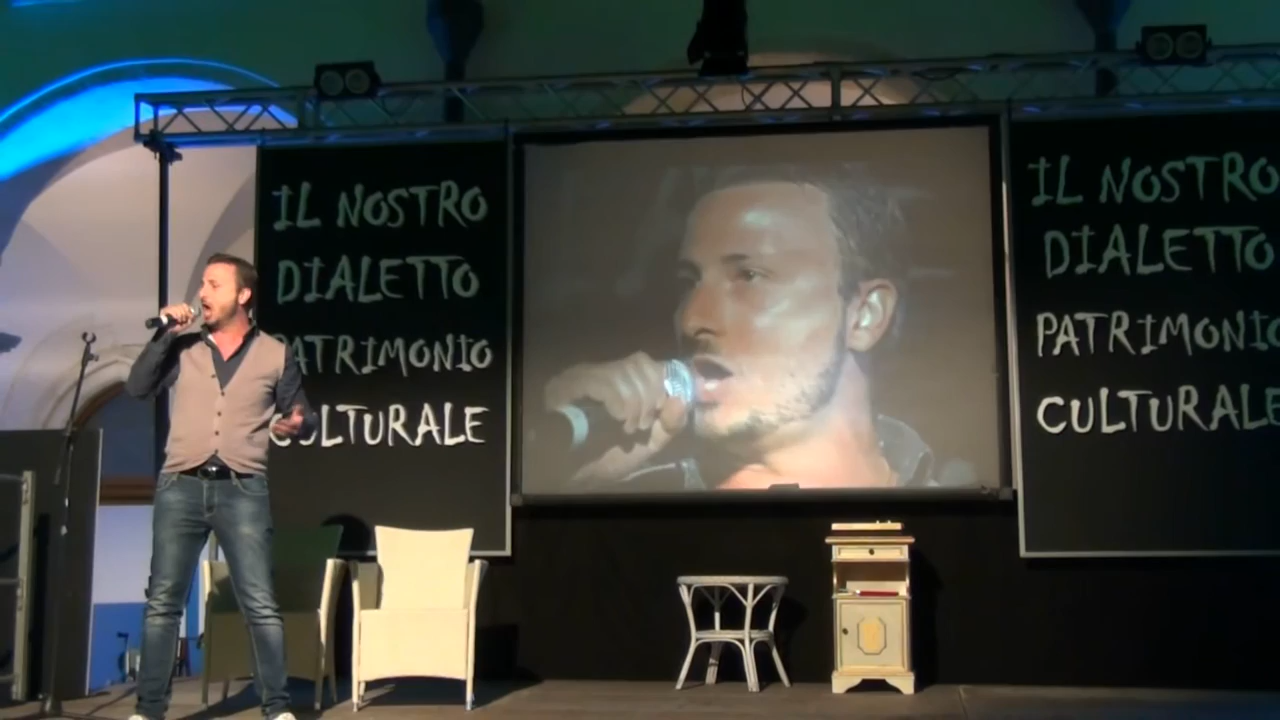 IL NOSTRO
DIALETTO
PATRIMONIO
CULTURALE
IL NOSTRO
DIALETTO
PATRIMONIO
CULTURALE